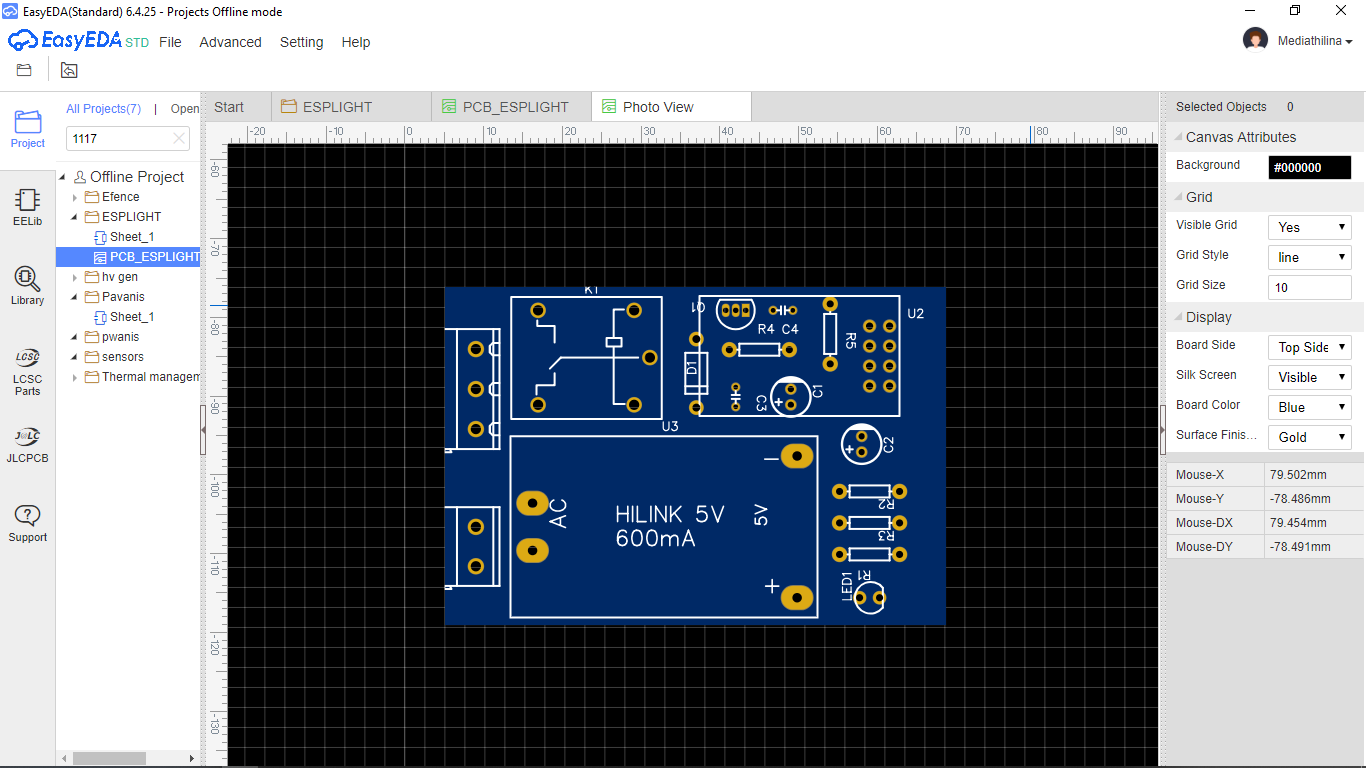 EasyEDA(Standard) 6.4.25 - Projects Offline mode
EasyEDA STD File Advanced Setting Help
Mediathilina
All Projects(7) | Open
1117
Offline Project
Efence
ESPLIGHT
Sheet_1
PCB_ESPLIGHT
hv gen
Pavanis
Sheet_1
pwanis
sensors
Thermal managem
Project
EELib
Library
LCSC
LCSC
Parts
J@LC
JLCPCB
Support
Start ESPLIGHT PCB_ESPLIGHT Photo View
-20 -10 0 10 20 30 40 50 60 70 80 90
-60
-70
-80
-90
-100
-110
-120
-130
K1
Q1
U2
R4 C4
R5
D1
C3
C1
U3
C2
AC
HILINK 5V
600mA
5V
R2
R3
R1
LED1
Selected Objects 0
Canvas Attributes
Background #000000
Grid
Visible Grid Yes
Grid Style line
Grid Size 10
Display
Board Side Top Side
Silk Screen Visible
Board Color Blue
Surface Finis... Gold
Mouse-X 79.502mm
Mouse-Y -78.486mm
Mouse-DX 79.454mm
Mouse-DY -78.491mm